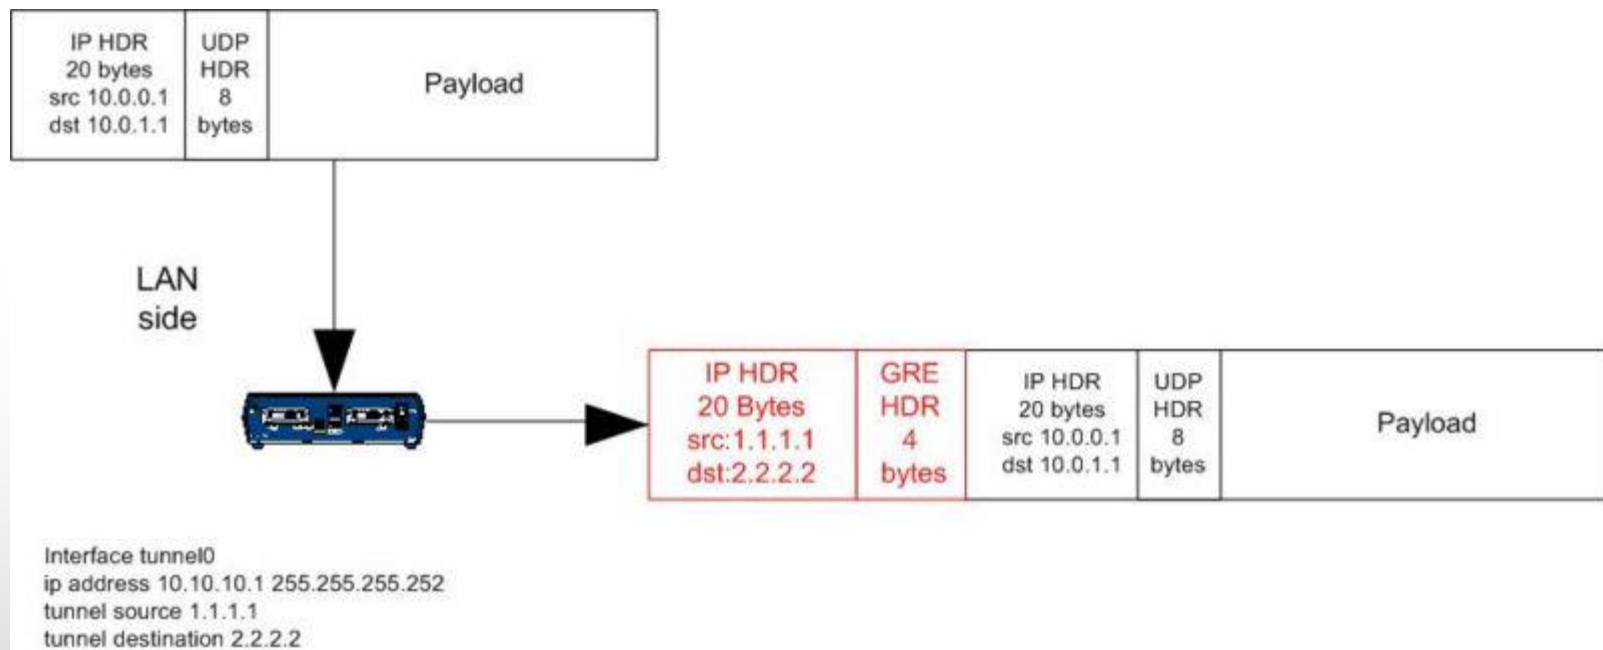 IP HDR
20 bytes
src 10.0.0.1
dst 10.0.1.1
UDP
HDR
8
bytes
Payload
LAN
side
IP HDR
20 Bytes
src:1.1.1.1
dst:2.2.2.2
GRE
HDR
4
bytes
IP HDR
20 bytes
src 10.0.0.1
dst 10.0.1.1
UDP
HDR
8
bytes
Payload
Interface tunnel0
ip address 10.10.10.1 255.255.255.252
tunnel source 1.1.1.1
tunnel destination 2.2.2.2